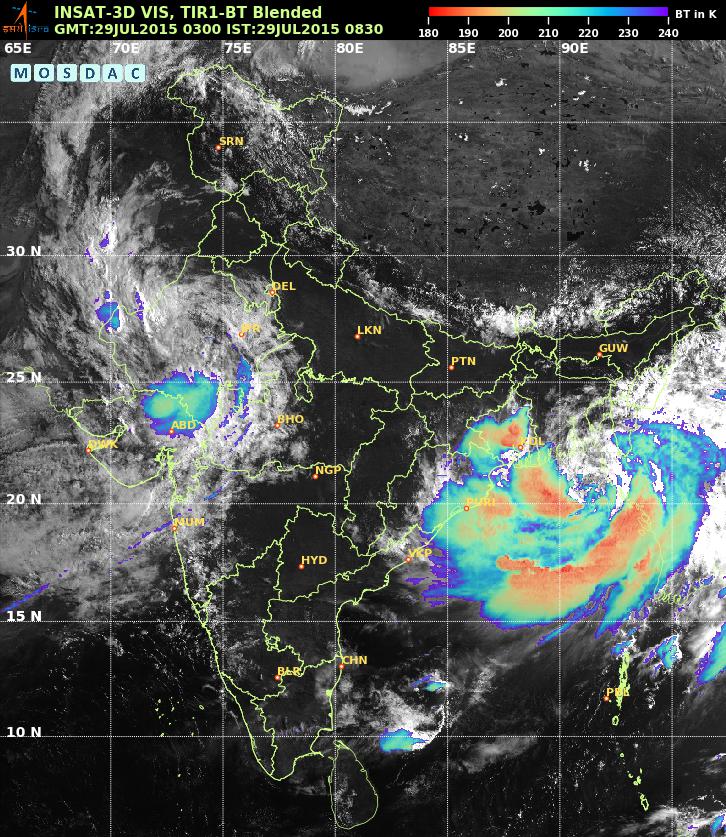 INSAT-3D VIS, TIR1-BT Blended
GMT:29JUL2015 0300 IST:29JUL2015 0830
BT in K
180 190 200 210 220 230 240
65E 70E 75E 80E 85E 90E
M O S D A C
SRN
30 N
DEL
JPR
LKN
GUW
PTN
25 N
ABD
BHO
DWK
KOL
NGP
20 N
PURI
MUM
VKP
HYD
15 N
CHN
BLR
PBL
10 N